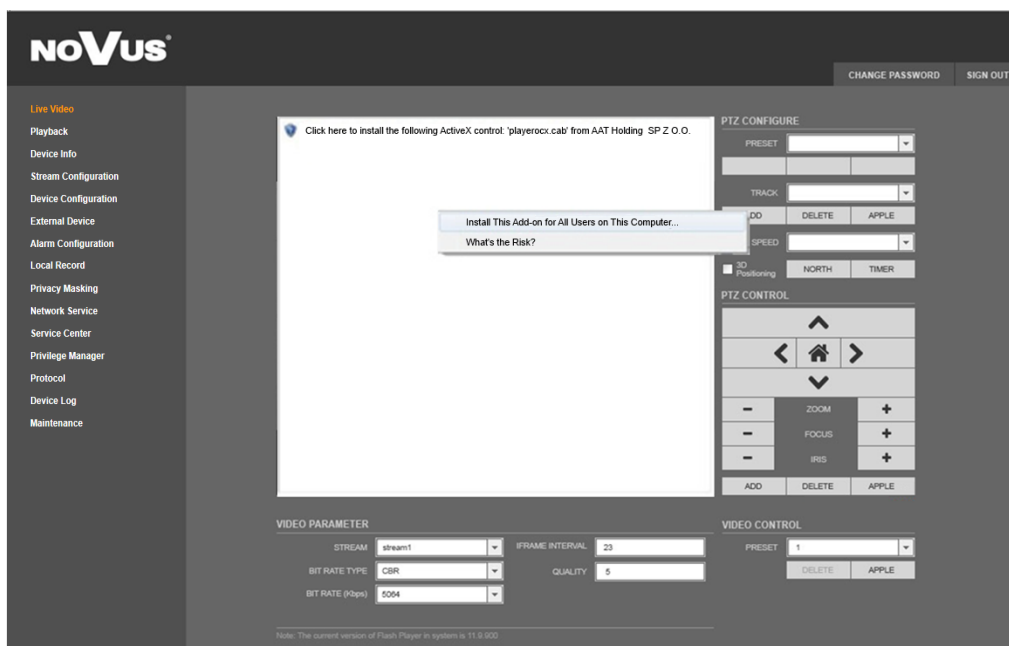 NOVUS
CHANGE PASSWORD SIGN OUT
Live Video
Playback
Device Info
Stream Configuration
Device Configuration
External Device
Alarm Configuration
Local Record
Privacy Masking
Network Service
Service Center
Privilege Manager
Protocol
Device Log
Maintenance
Click here to install the following ActiveX control: 'playerocx.cab' from AAT Holding SP Z O.O.
Install This Add-on for All Users on This Computer...
What's the Risk?
PTZ CONFIGURE
PRESET
TRACK
DD DELETE APPLE
SPEED
3D Positioning NORTH TIMER
PTZ CONTROL
- ZOOM +
- FOCUS +
- IRIS +
ADD DELETE APPLE
VIDEO PARAMETER
STREAM stream1 IFRAME INTERVAL 23
BIT RATE TYPE CBR QUALITY 5
BIT RATE (Kbps) 5064
VIDEO CONTROL
PRESET 1
DELETE APPLE
Note: The current version of Flash Player in system is 11.9.900